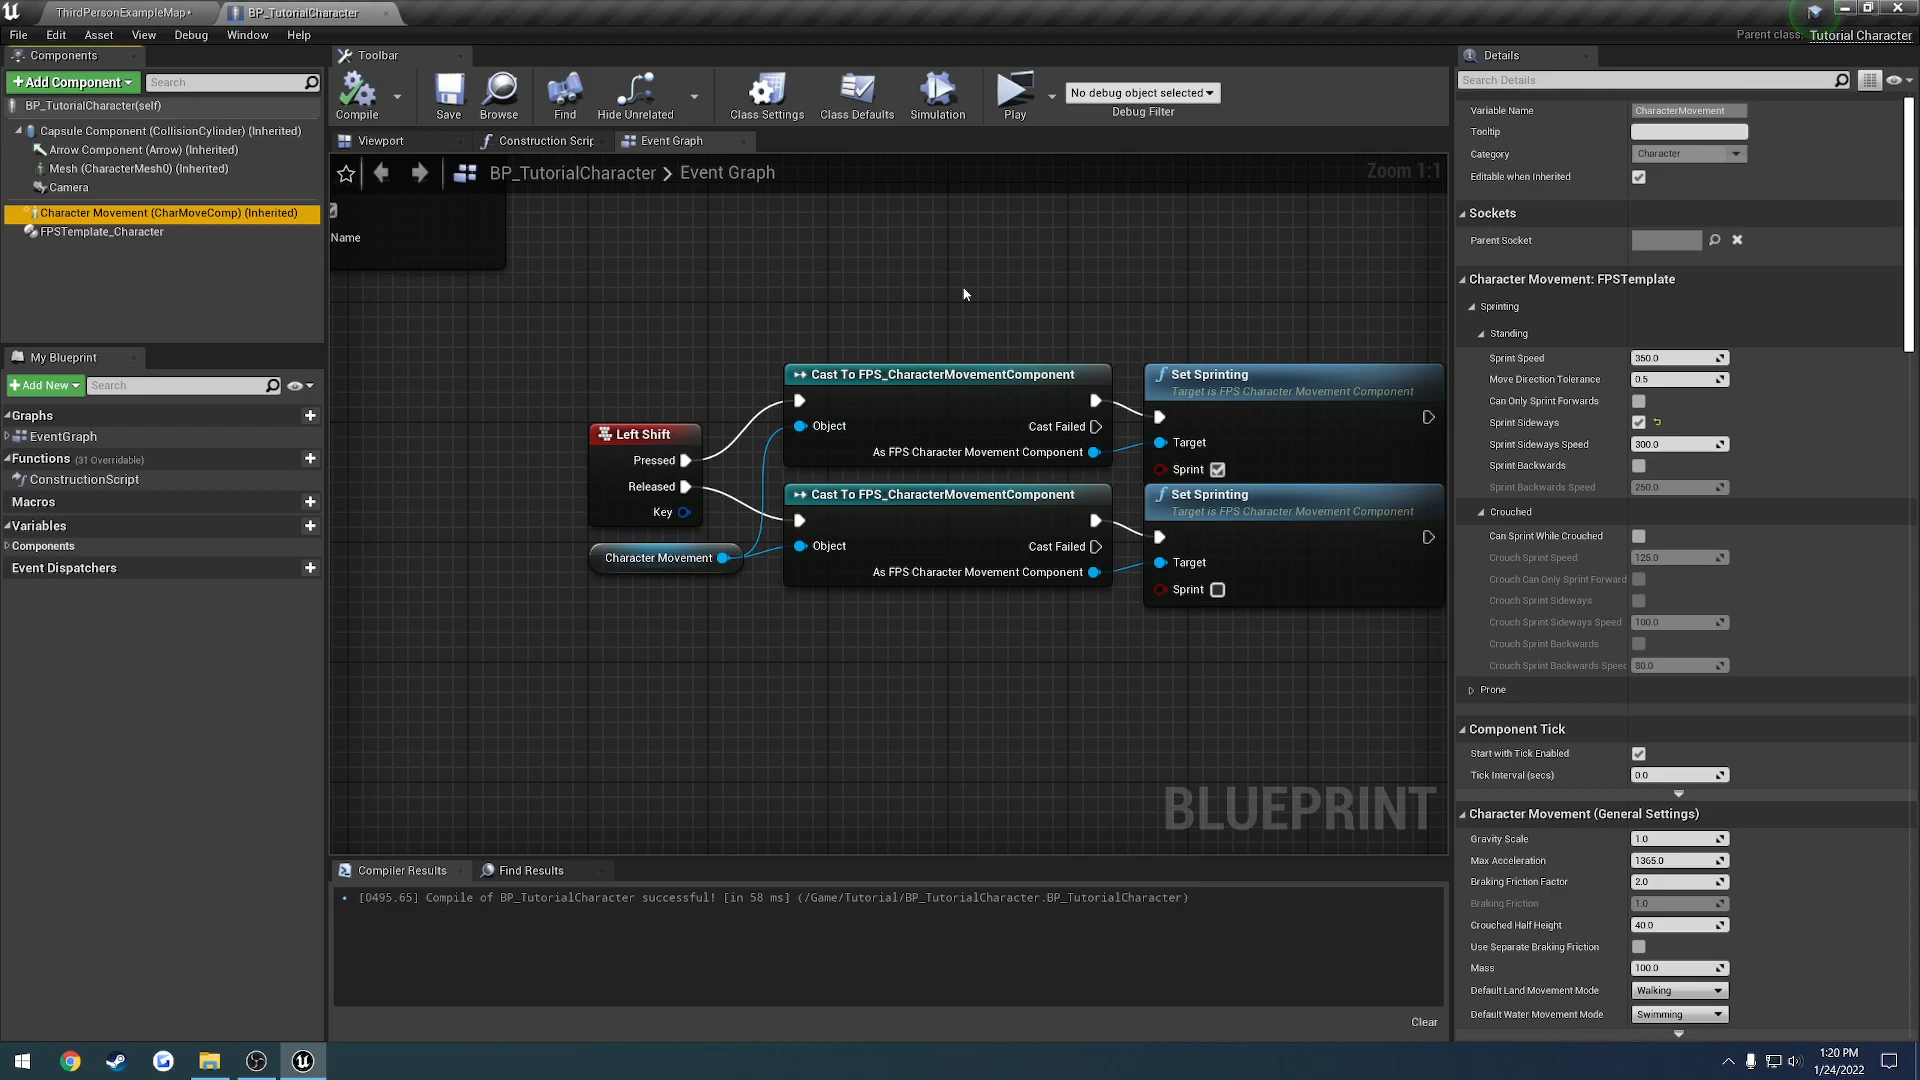 ThirdPersonExampleMap*
BP_TutorialCharacter
File Edit Asset View Debug Window Help
Parent class: Tutorial Character
Components
+Add Component
Search
BP_TutorialCharacter(self)
Capsule Component (CollisionCylinder) (Inherited)
Arrow Component (Arrow) (Inherited)
Mesh (CharacterMesh0) (Inherited)
Camera
Character Movement (CharMoveComp) (Inherited)
FPSTemplate_Character
My Blueprint
+Add New
Search
Graphs
EventGraph
Functions (31 Overridable)
ConstructionScript
Macros
Variables
Components
Event Dispatchers
Toolbar
Compile
Save
Browse
Find
Hide Unrelated
Class Settings
Class Defaults
Simulation
Play
No debug object selected
Debug Filter
Viewport
Construction Scrip
Event Graph
BP_TutorialCharacter > Event Graph
Zoom 1:1
Name
Left Shift
Pressed
Released
Key
Character Movement
Cast To FPS_CharacterMovementComponent
Object
Cast Failed
As FPS Character Movement Component
Set Sprinting
Target is FPS Character Movement Component
Target
Sprint
Cast To FPS_CharacterMovementComponent
Object
Cast Failed
As FPS Character Movement Component
Set Sprinting
Target is FPS Character Movement Component
Target
Sprint
BLUEPRINT
Compiler Results
Find Results
[0495.65] Compile of BP_TutorialCharacter successful! [in 58 ms] (/Game/Tutorial/BP_TutorialCharacter.BP_TutorialCharacter)
Clear
Details
Search Details
Variable Name CharacterMovement
Tooltip
Category Character
Editable when Inherited
Sockets
Parent Socket
Character Movement: FPSTemplate
Sprinting
Standing
Sprint Speed 350.0
Move Direction Tolerance 0.5
Can Only Sprint Forwards
Sprint Sideways
Sprint Sideways Speed 300.0
Sprint Backwards
Sprint Backwards Speed 250.0
Crouched
Can Sprint While Crouched
Crouch Sprint Speed 125.0
Crouch Can Only Sprint Forward
Crouch Sprint Sideways
Crouch Sprint Sideways Speed 100.0
Crouch Sprint Backwards
Crouch Sprint Backwards Speed 80.0
Prone
Component Tick
Start with Tick Enabled
Tick Interval (secs) 0.0
Character Movement (General Settings)
Gravity Scale 1.0
Max Acceleration 1365.0
Braking Friction Factor 2.0
Braking Friction 1.0
Crouched Half Height 40.0
Use Separate Braking Friction
Mass 100.0
Default Land Movement Mode Walking
Default Water Movement Mode Swimming
1:20 PM
1/24/2022